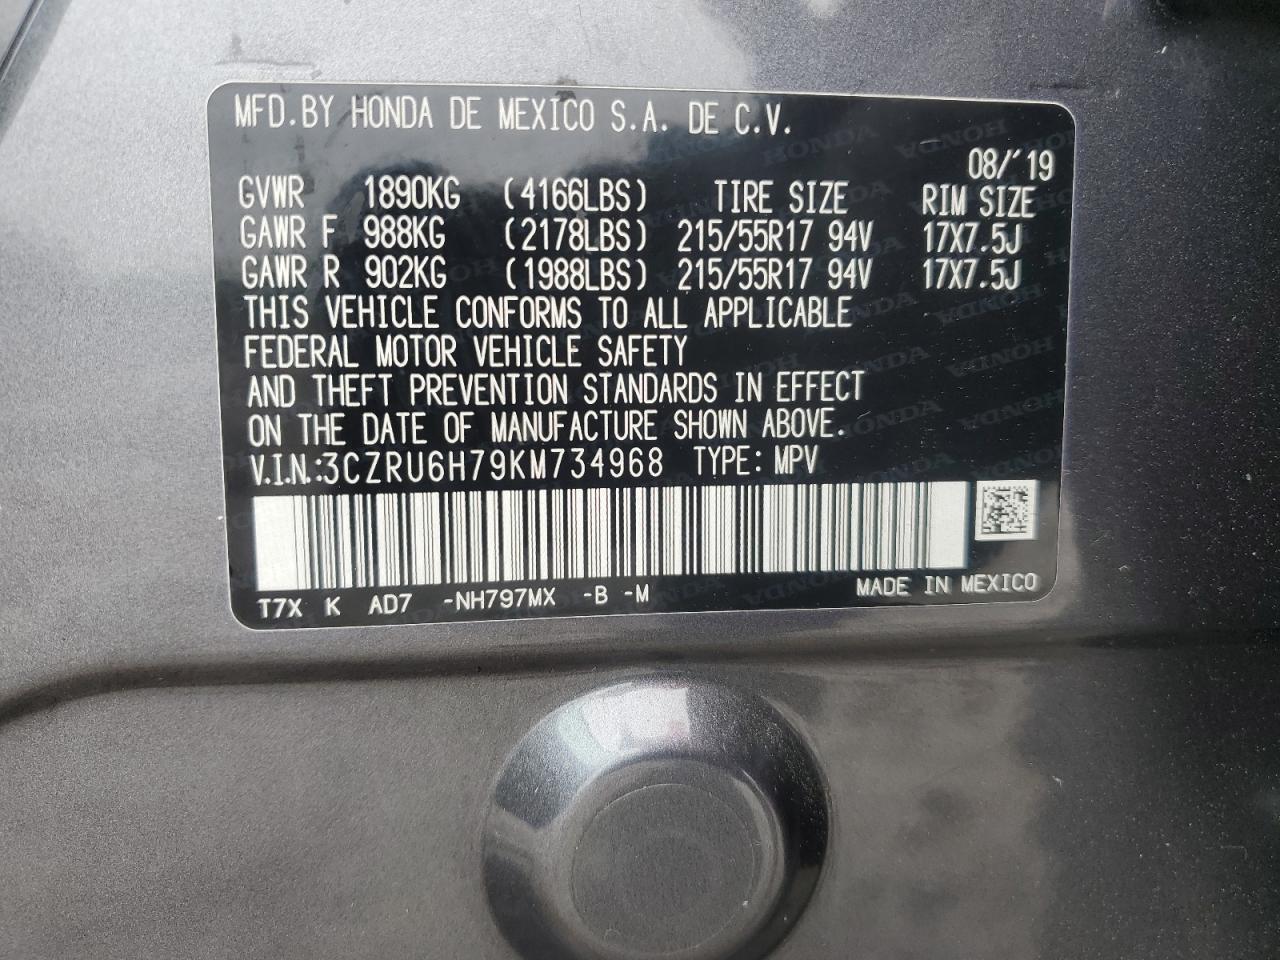 MFD.BY HONDA DE MEXICO S.A. DE C.V.
08/'19
GVWR 1890KG (4166LBS) TIRE SIZE RIM SIZE
GAWR F 988KG (2178LBS) 215/55R17 94V 17X7.5J
GAWR R 902KG (1988LBS) 215/55R17 94V 17X7.5J
THIS VEHICLE CONFORMS TO ALL APPLICABLE
FEDERAL MOTOR VEHICLE SAFETY
AND THEFT PREVENTION STANDARDS IN EFFECT
ON THE DATE OF MANUFACTURE SHOWN ABOVE.
V.I.N.:3CZRU6H79KM734968 TYPE: MPV
T7X K AD7 -NH797MX -B -M MADE IN MEXICO